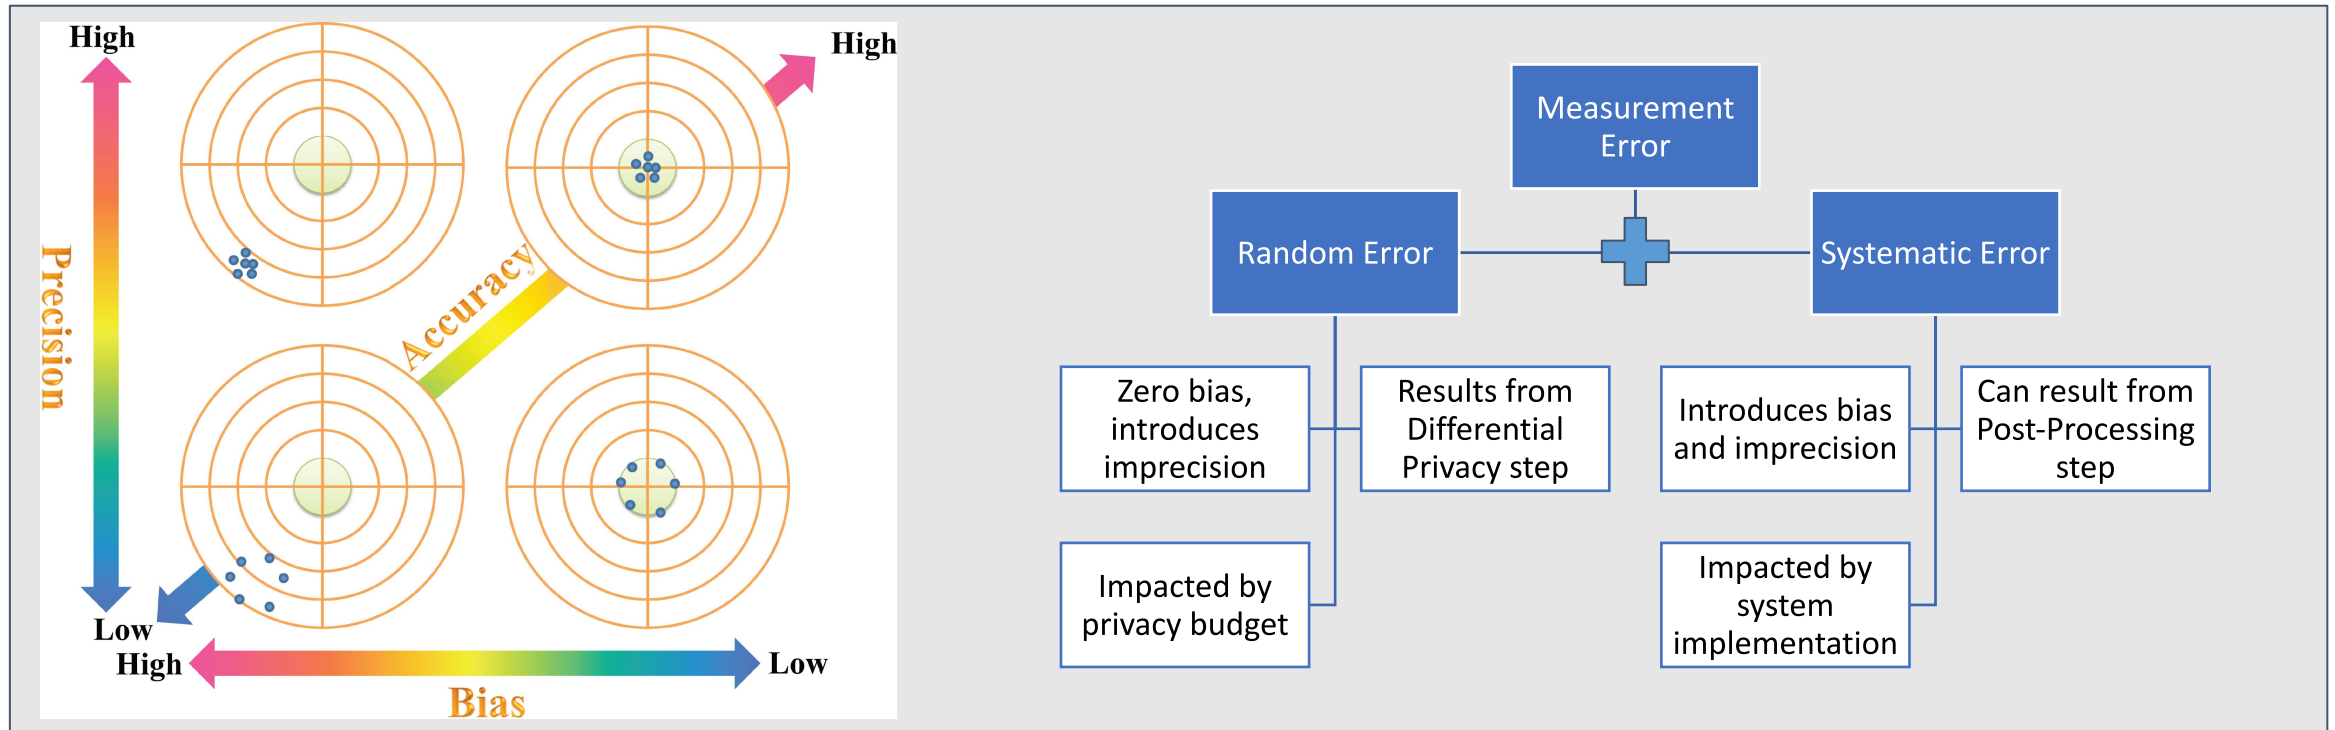 High
High
Precision
Accuracy
Low
High
Low
Bias
Measurement
Error
Random Error
Systematic Error
Zero bias,
introduces
imprecision
Results from
Differential
Privacy step
Impacted by
privacy budget
Introduces bias
and imprecision
Can result from
Post-Processing
step
Impacted by
system
implementation